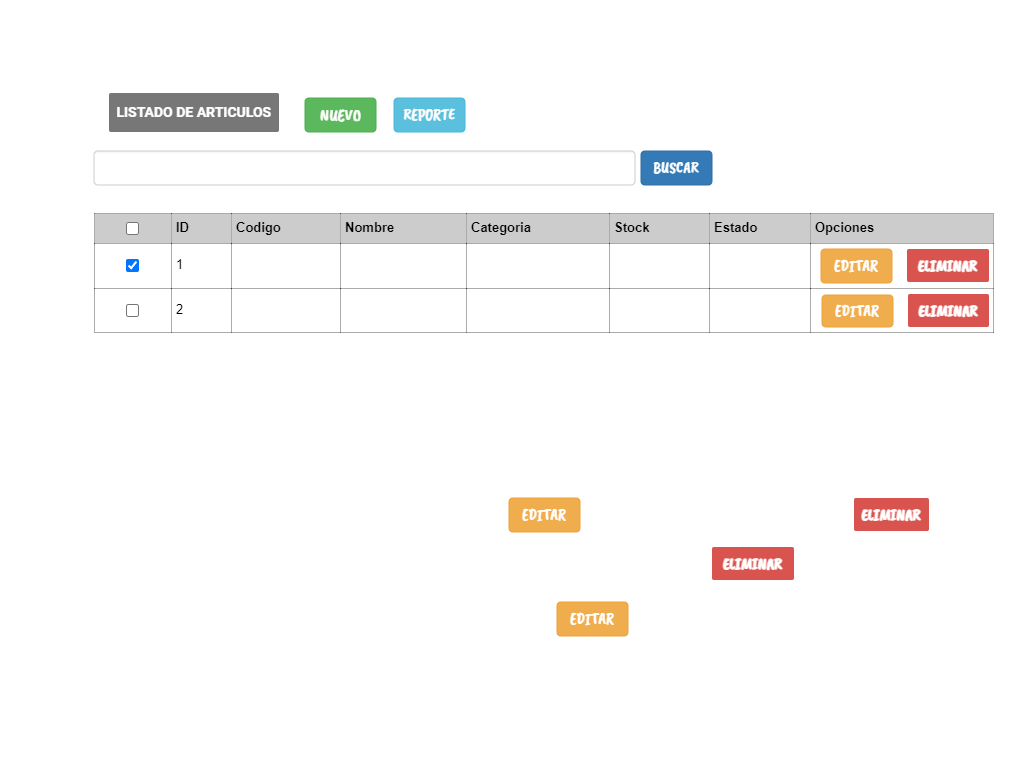 LISTADO DE ARTICULOS NUEVO REPORTE
BUSCAR
ID Codigo Nombre Categoria Stock Estado Opciones
1 EDITAR ELIMINAR
2 EDITAR ELIMINAR
EDITAR ELIMINAR
ELIMINAR
EDITAR